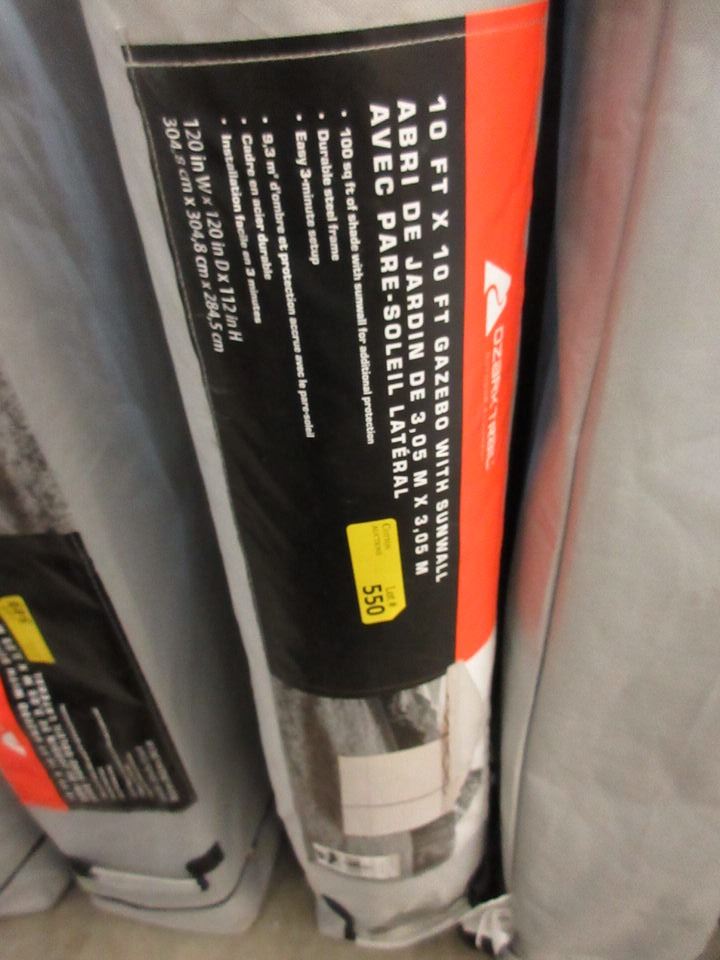 OZARK TRAIL
10 FT X 10 FT GAZEBO WITH SUNWALL
ABRI DE JARDIN DE 3,05 M X 3,05 M
AVEC PARE-SOLEIL LATÉRAL
• 100 sq ft of shade with sunwall for additional protection
• Durable steel frame
• Easy 3-minute setup
• 9,3 m² d'ombre et protection accrue avec le pare-soleil
• Cadre en acier durable
• Installation facile en 3 minutes
120 in W x 120 in D x 112 in H
304,8 cm x 304,8 cm x 284,5 cm
Lot #
550